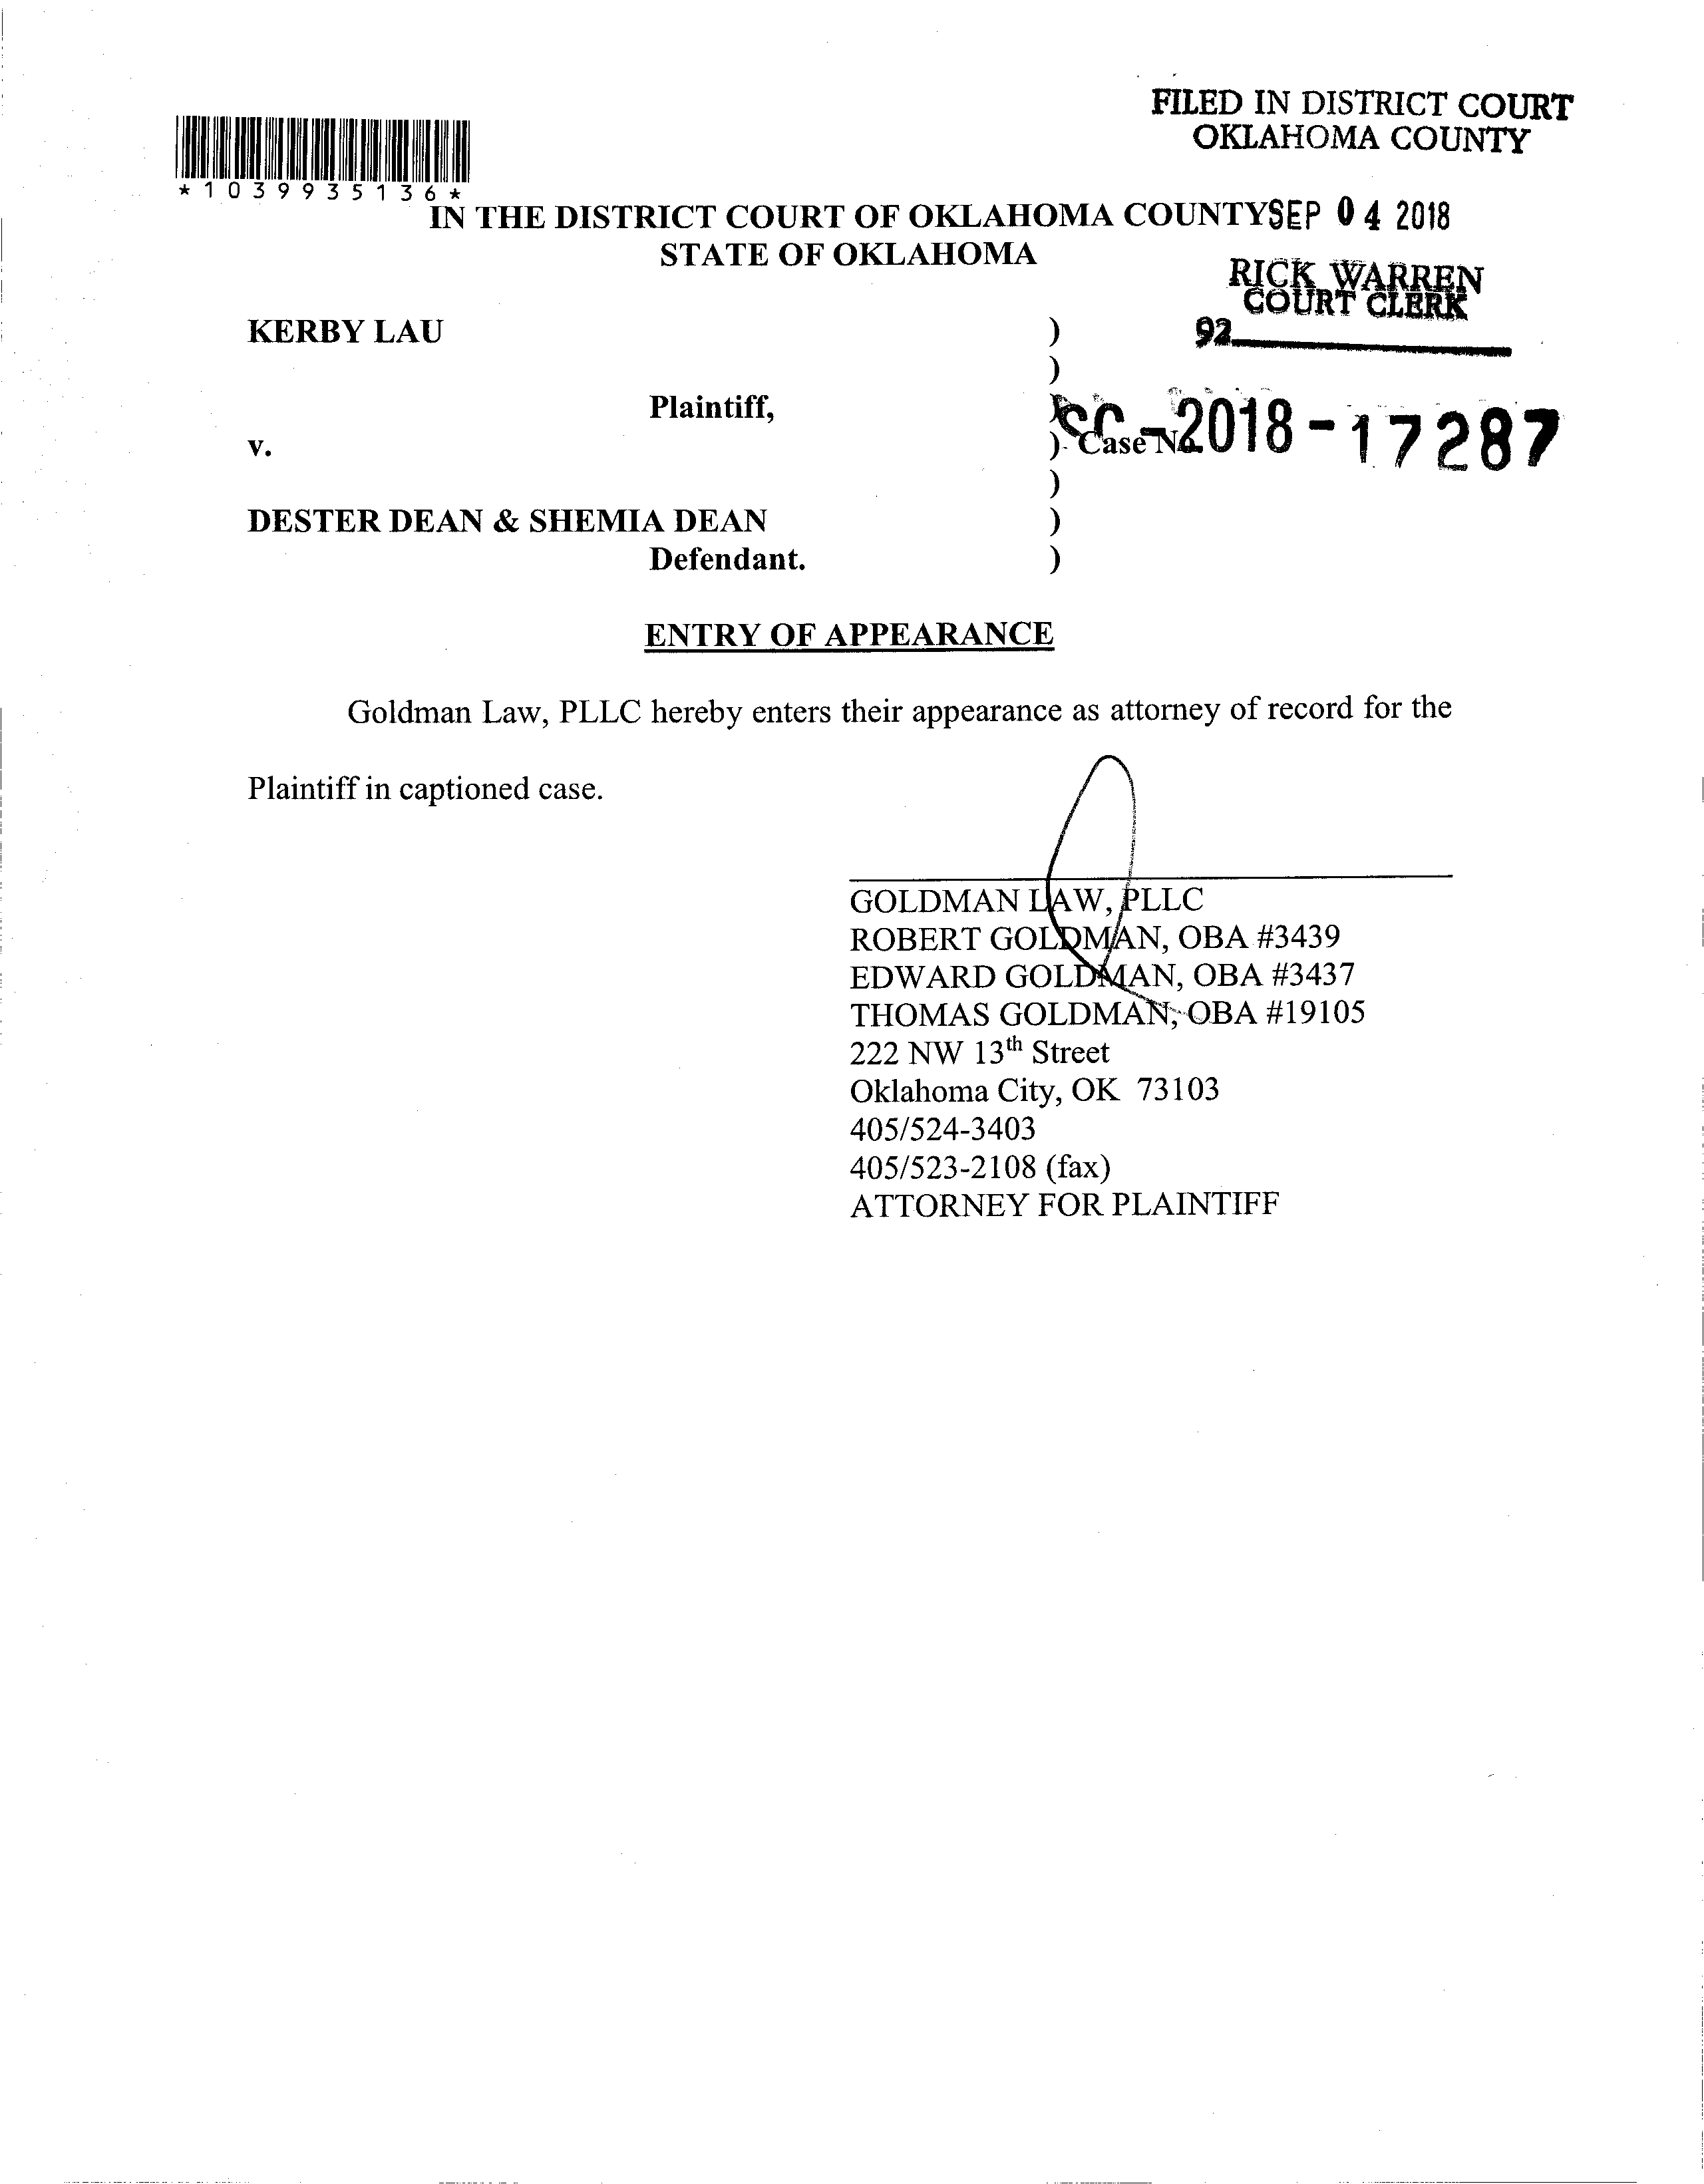 FILED IN DISTRICT COURT
OKLAHOMA COUNTY
*1039935136*
IN THE DISTRICT COURT OF OKLAHOMA COUNTY SEP 04 2018
STATE OF OKLAHOMA
RICK WARREN
COURT CLERK
92
KERBY LAU )
)
Plaintiff, ) SC-2018-17287
v. ) Case No.
)
DESTER DEAN & SHEMIA DEAN )
Defendant. )
ENTRY OF APPEARANCE
Goldman Law, PLLC hereby enters their appearance as attorney of record for the
Plaintiff in captioned case.
GOLDMAN LAW, PLLC
ROBERT GOLDMAN, OBA #3439
EDWARD GOLDMAN, OBA #3437
THOMAS GOLDMAN, OBA #19105
222 NW 13th Street
Oklahoma City, OK 73103
405/524-3403
405/523-2108 (fax)
ATTORNEY FOR PLAINTIFF